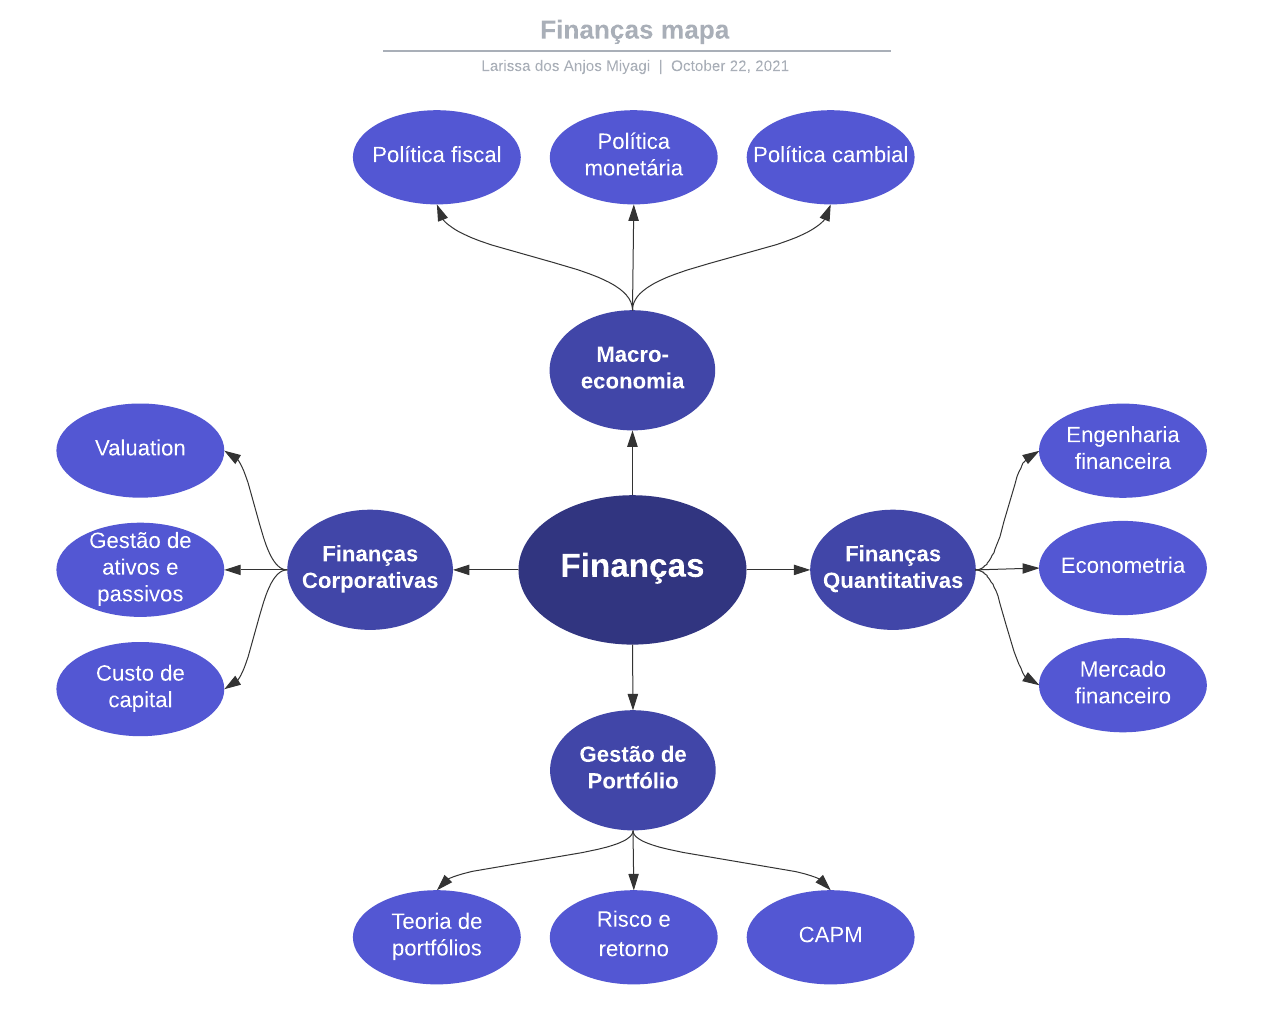 Finanças mapa
Larissa dos Anjos Miyagi | October 22, 2021
Política fiscal
Política
monetária
Política cambial
Macro-
economia
Valuation
Gestão de
ativos e
passivos
Custo de
capital
Finanças
Corporativas
Finanças
Finanças
Quantitativas
Engenharia
financeira
Econometria
Mercado
financeiro
Gestão de
Portfólio
Teoria de
portfólios
Risco e
retorno
CAPM